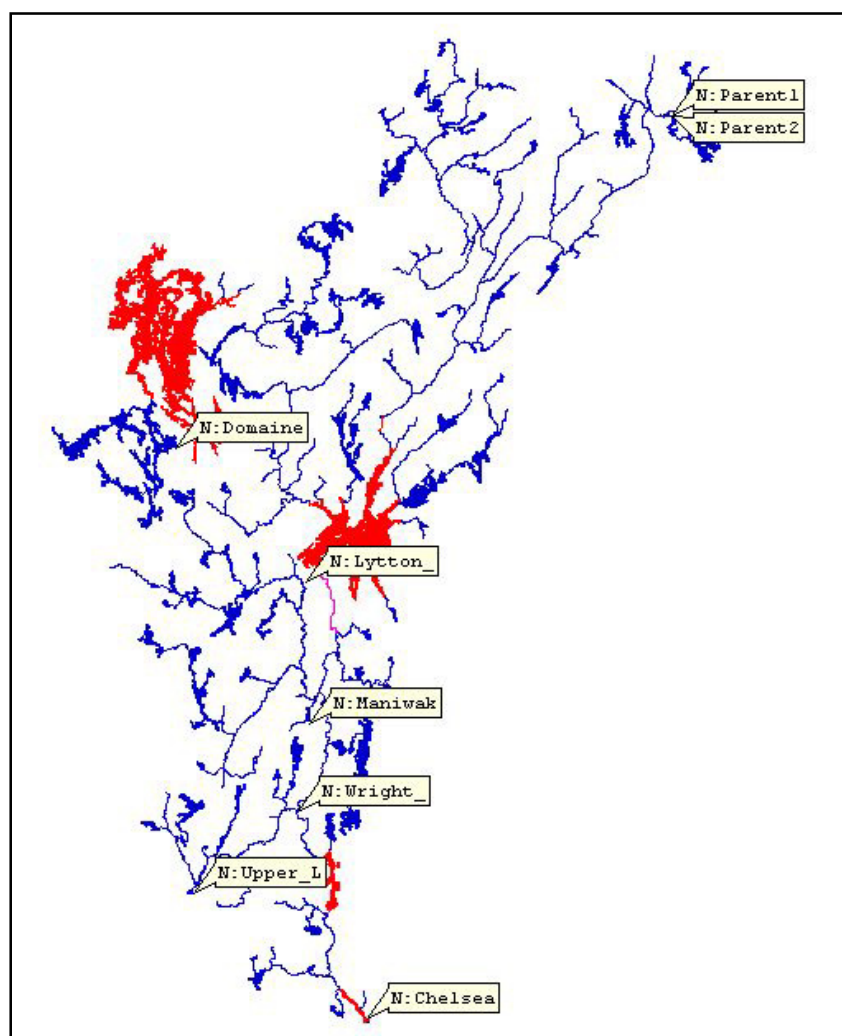 N:Parent1
N:Parent2
N:Domaine
N:Lytton_
N:Maniwak
N:Wright_
N:Upper_L
N:Chelsea